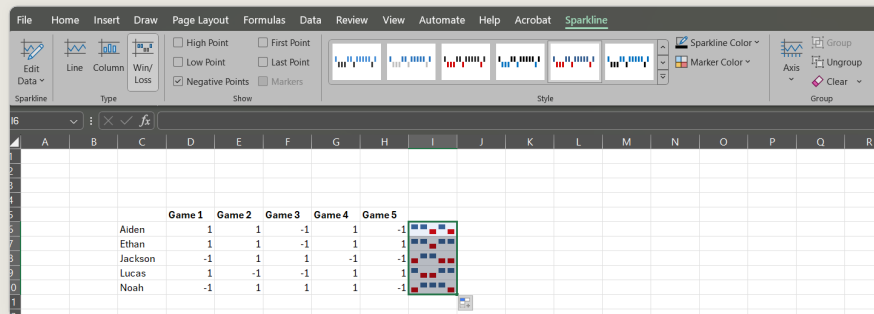 File Home Insert Draw Page Layout Formulas Data Review View Automate Help Acrobat Sparkline
High Point First Point Sparkline Color Group
Low Point Last Point Marker Color Ungroup
Edit Data Line Column Win/ Loss Negative Points Markers Axis Clear
Sparkline Type Show Style Group
I6 fx
A B C D E F G H I J K L M N O P Q R
Game 1 Game 2 Game 3 Game 4 Game 5
Aiden 1 1 -1 1 -1
Ethan 1 1 -1 1 1
Jackson -1 1 1 -1 -1
Lucas 1 -1 -1 1 1
Noah -1 1 1 1 -1